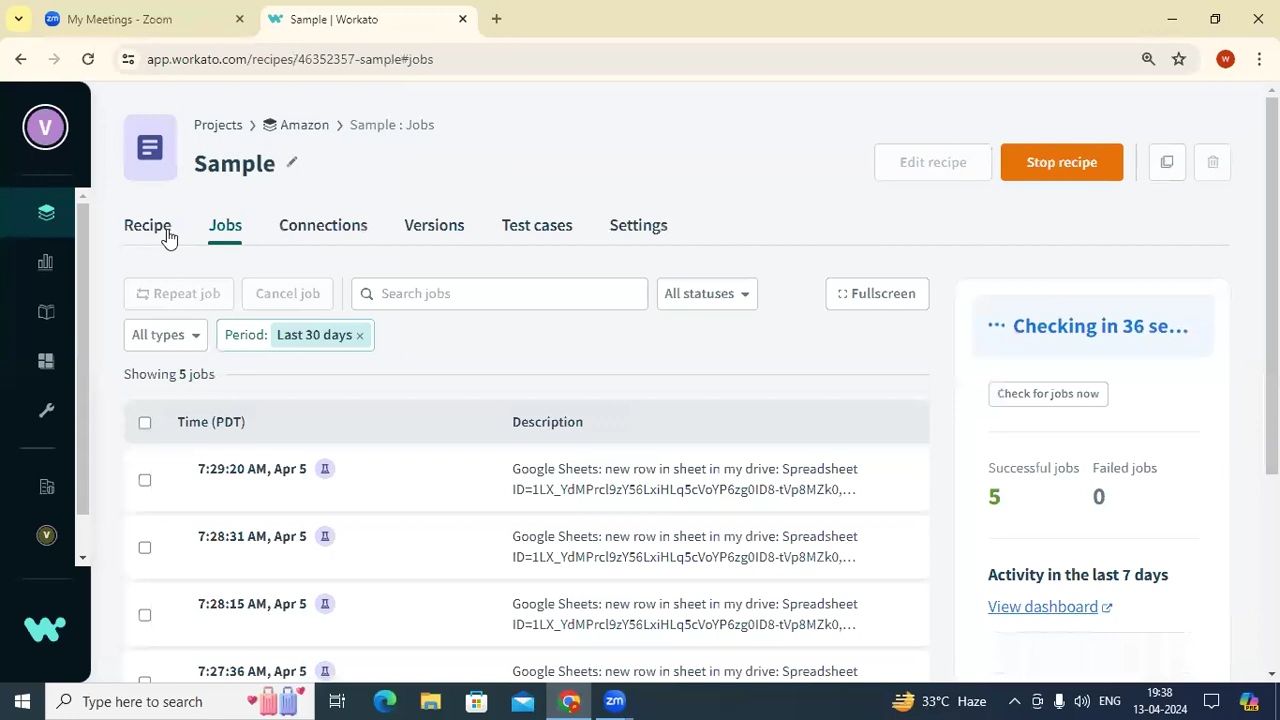 zm My Meetings - Zoom
Sample | Workato
app.workato.com/recipes/46352357-sample#jobs
W
V
Projects > Amazon > Sample : Jobs
Sample
Edit recipe
Stop recipe
Recipe
Jobs
Connections
Versions
Test cases
Settings
Repeat job
Cancel job
Search jobs
All statuses
Fullscreen
All types
Period: Last 30 days ×
Showing 5 jobs
Time (PDT)
Description
7:29:20 AM, Apr 5
Google Sheets: new row in sheet in my drive: Spreadsheet
ID=1LX_YdMPrcl9zY56LxiHLq5cVoYP6zg0ID8-tVp8MZk0,...
7:28:31 AM, Apr 5
Google Sheets: new row in sheet in my drive: Spreadsheet
ID=1LX_YdMPrcl9zY56LxiHLq5cVoYP6zg0ID8-tVp8MZk0,...
7:28:15 AM, Apr 5
Google Sheets: new row in sheet in my drive: Spreadsheet
ID=1LX_YdMPrcl9zY56LxiHLq5cVoYP6zg0ID8-tVp8MZk0,...
7:27:36 AM, Apr 5
Google Sheets: new row in sheet in my drive: Spreadsheet
··· Checking in 36 se...
Check for jobs now
Successful jobs
5
Failed jobs
0
Activity in the last 7 days
View dashboard
V
Type here to search
zm
33°C Haze
ENG
19:38
13-04-2024